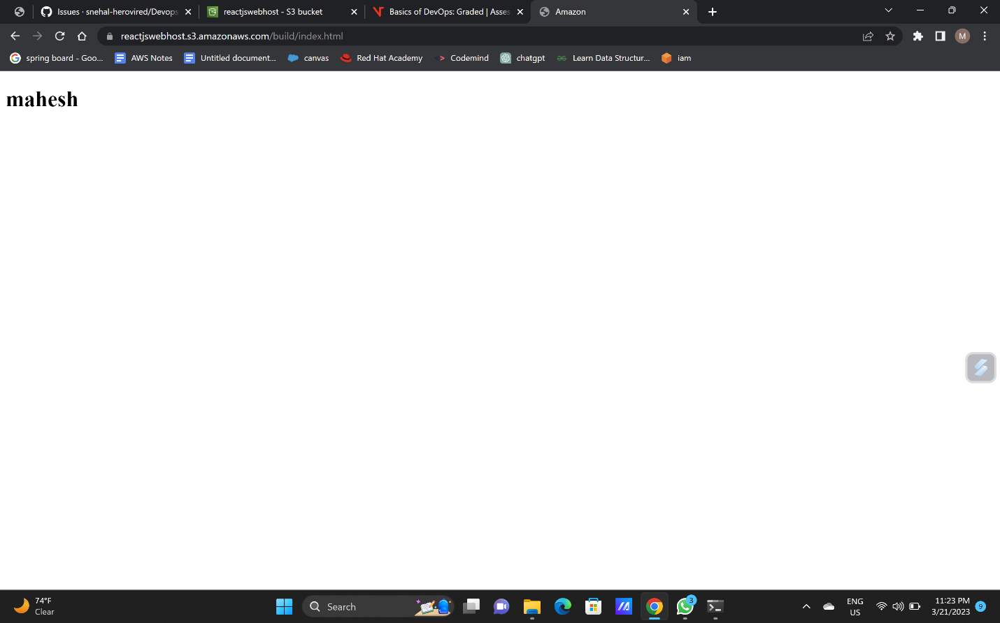 Issues · snehal-herovired/Devops
reactjswebhost - S3 bucket
Basics of DevOps: Graded | Asses
Amazon
reactjswebhost.s3.amazonaws.com/build/index.html
M
spring board - Goo...
AWS Notes
Untitled document...
canvas
Red Hat Academy
Codemind
chatgpt
Learn Data Structur...
iam
mahesh
74°F
Clear
Search
3
ENG
US
11:23 PM
3/21/2023
9